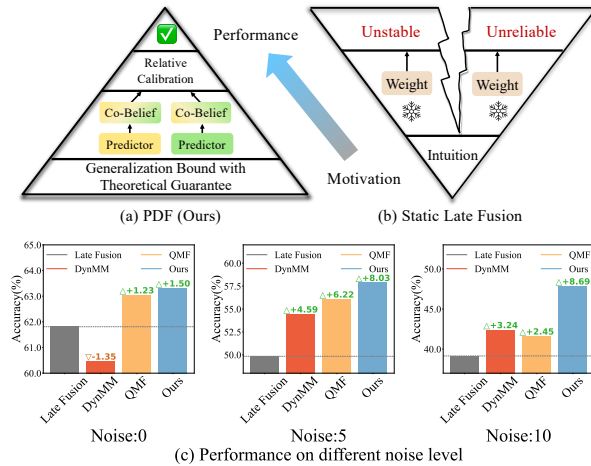 Performance
Relative
Calibration
Co-Belief
Co-Belief
Predictor
Predictor
Generalization Bound with
Theoretical Guarantee
Motivation
(a) PDF (Ours)
Unstable
Unreliable
Weight
Weight
Intuition
(b) Static Late Fusion
Accuracy(%)
65.0
64.0
63.0
62.0
61.0
60.0
Late Fusion
DynMM
QMF
Ours
▽-1.35
△+1.23
△+1.50
Late Fusion
DynMM
QMF
Ours
Noise:0
Accuracy(%)
60.0
57.5
55.0
52.5
50.0
Late Fusion
DynMM
QMF
Ours
△+4.59
△+6.22
△+8.03
Late Fusion
DynMM
QMF
Ours
Noise:5
Accuracy(%)
50.0
40.0
Late Fusion
DynMM
QMF
Ours
△+3.24
△+2.45
△+8.69
Late Fusion
DynMM
QMF
Ours
Noise:10
(c) Performance on different noise level